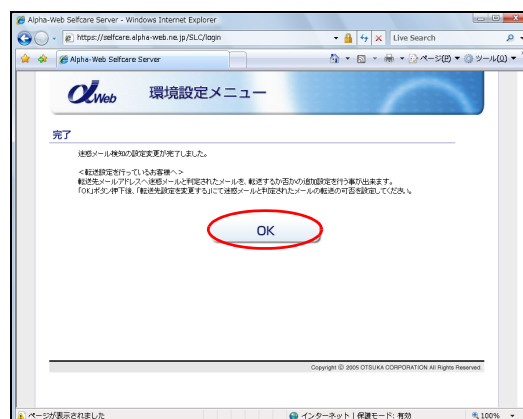 Alpha-Web Selfcare Server - Windows Internet Explorer
https://selfcare.alpha-web.ne.jp/SLC/login
Live Search
Alpha-Web Selfcare Server
ページ(P)
ツール(O)
αWeb 環境設定メニュー
完了
迷惑メール検知の設定変更が完了しました。
<転送設定を行っているお客様へ>
転送先メールアドレスへ迷惑メールと判定されたメールを、転送するか否かの追加設定を行う事が出来ます。
「OK」ボタン押下後、「転送先設定を変更する」にて迷惑メールと判定されたメールの転送の可否を設定してください。
OK
Copyright © 2005 OTSUKA CORPORATION All Rights Reserved.
ページが表示されました
インターネット | 保護モード: 有効
100%